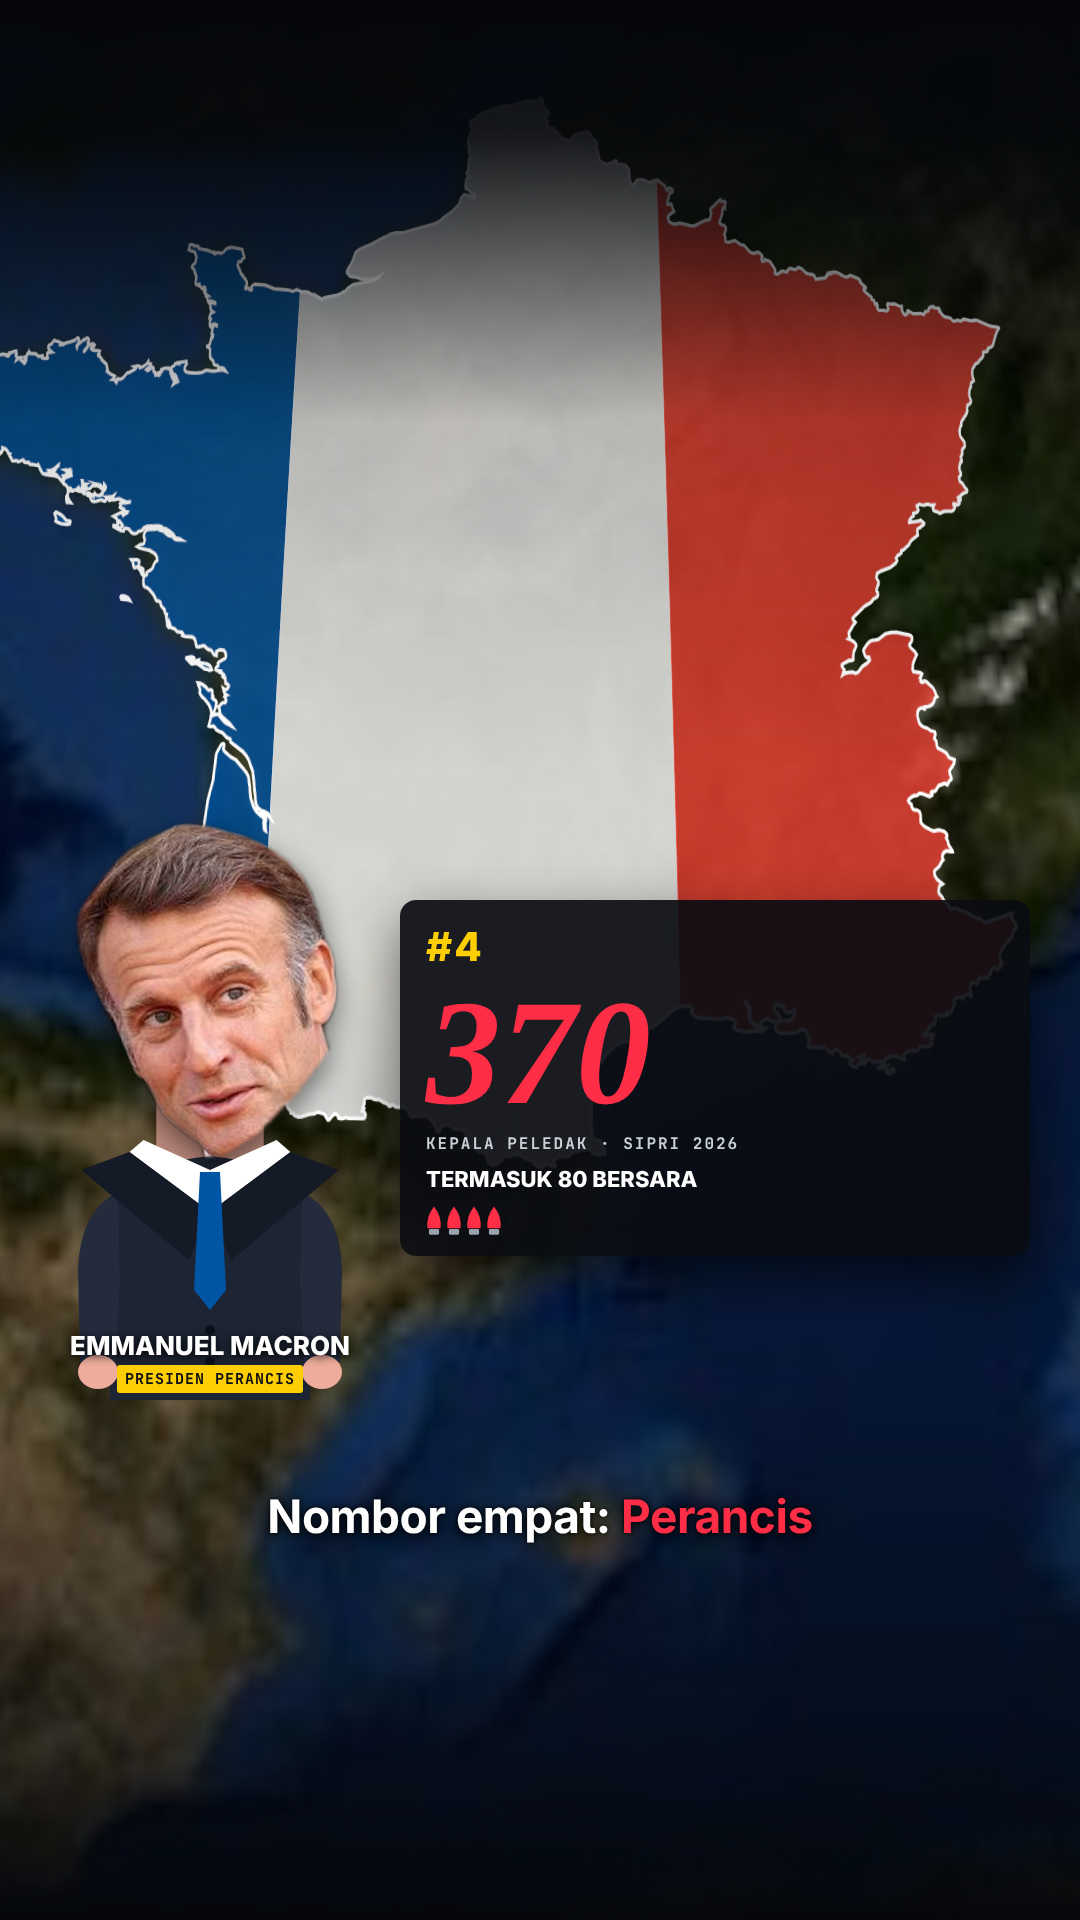 #4
370
KEPALA PELEDAK · SIPRI 2026
TERMASUK 80 BERSARA
EMMANUEL MACRON
PRESIDEN PERANCIS
Nombor empat: Perancis